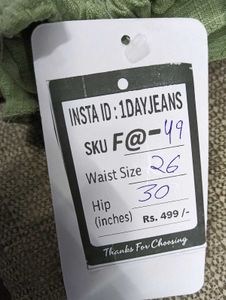 INSTA ID : 1DAYJEANS
SKU F@-49
Waist Size 26
Hip 30
(inches) Rs. 499 /-
Thanks For Choosing